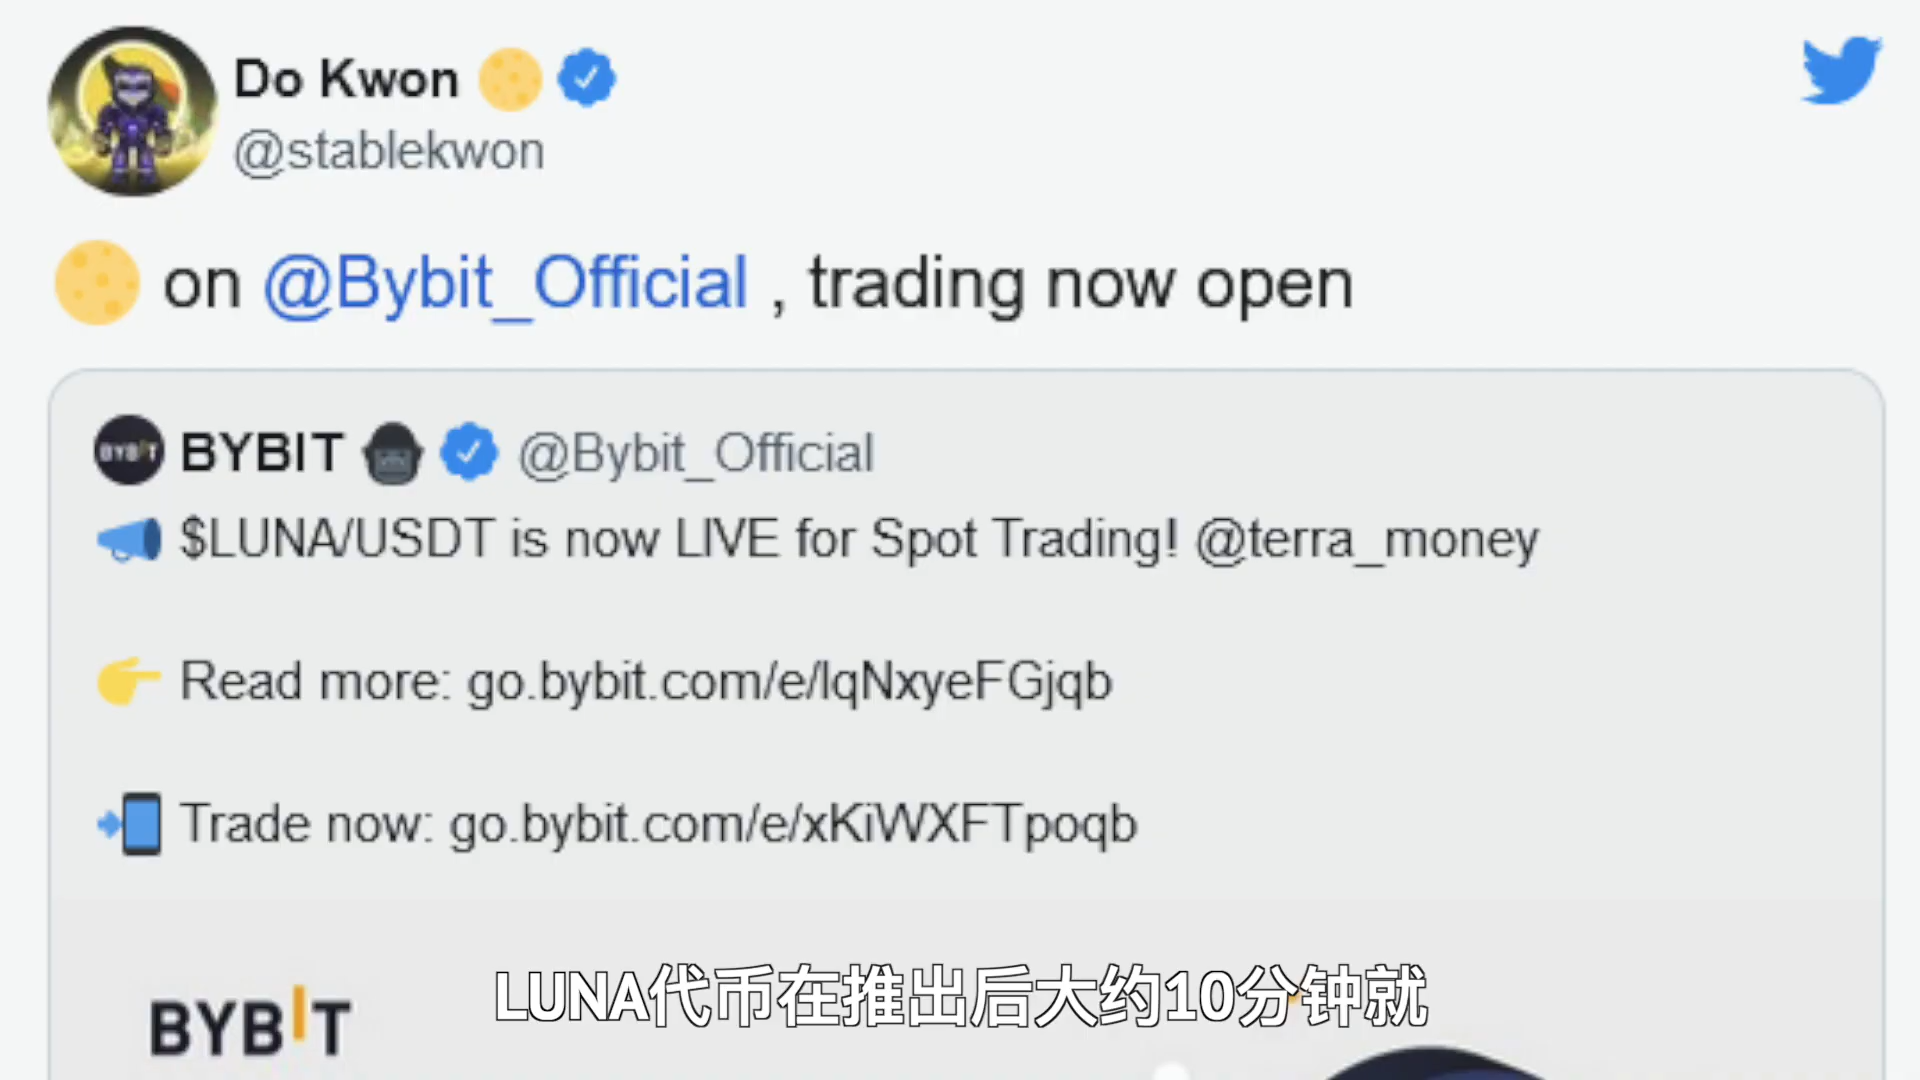 Do Kwon
@stablekwon
on @Bybit_Official , trading now open
BYBIT @Bybit_Official
$LUNA/USDT is now LIVE for Spot Trading! @terra_money
Read more: go.bybit.com/e/lqNxyeFGjqb
Trade now: go.bybit.com/e/xKiWXFTpoqb
BYBIT
LUNA代币在推出后大约10分钟就